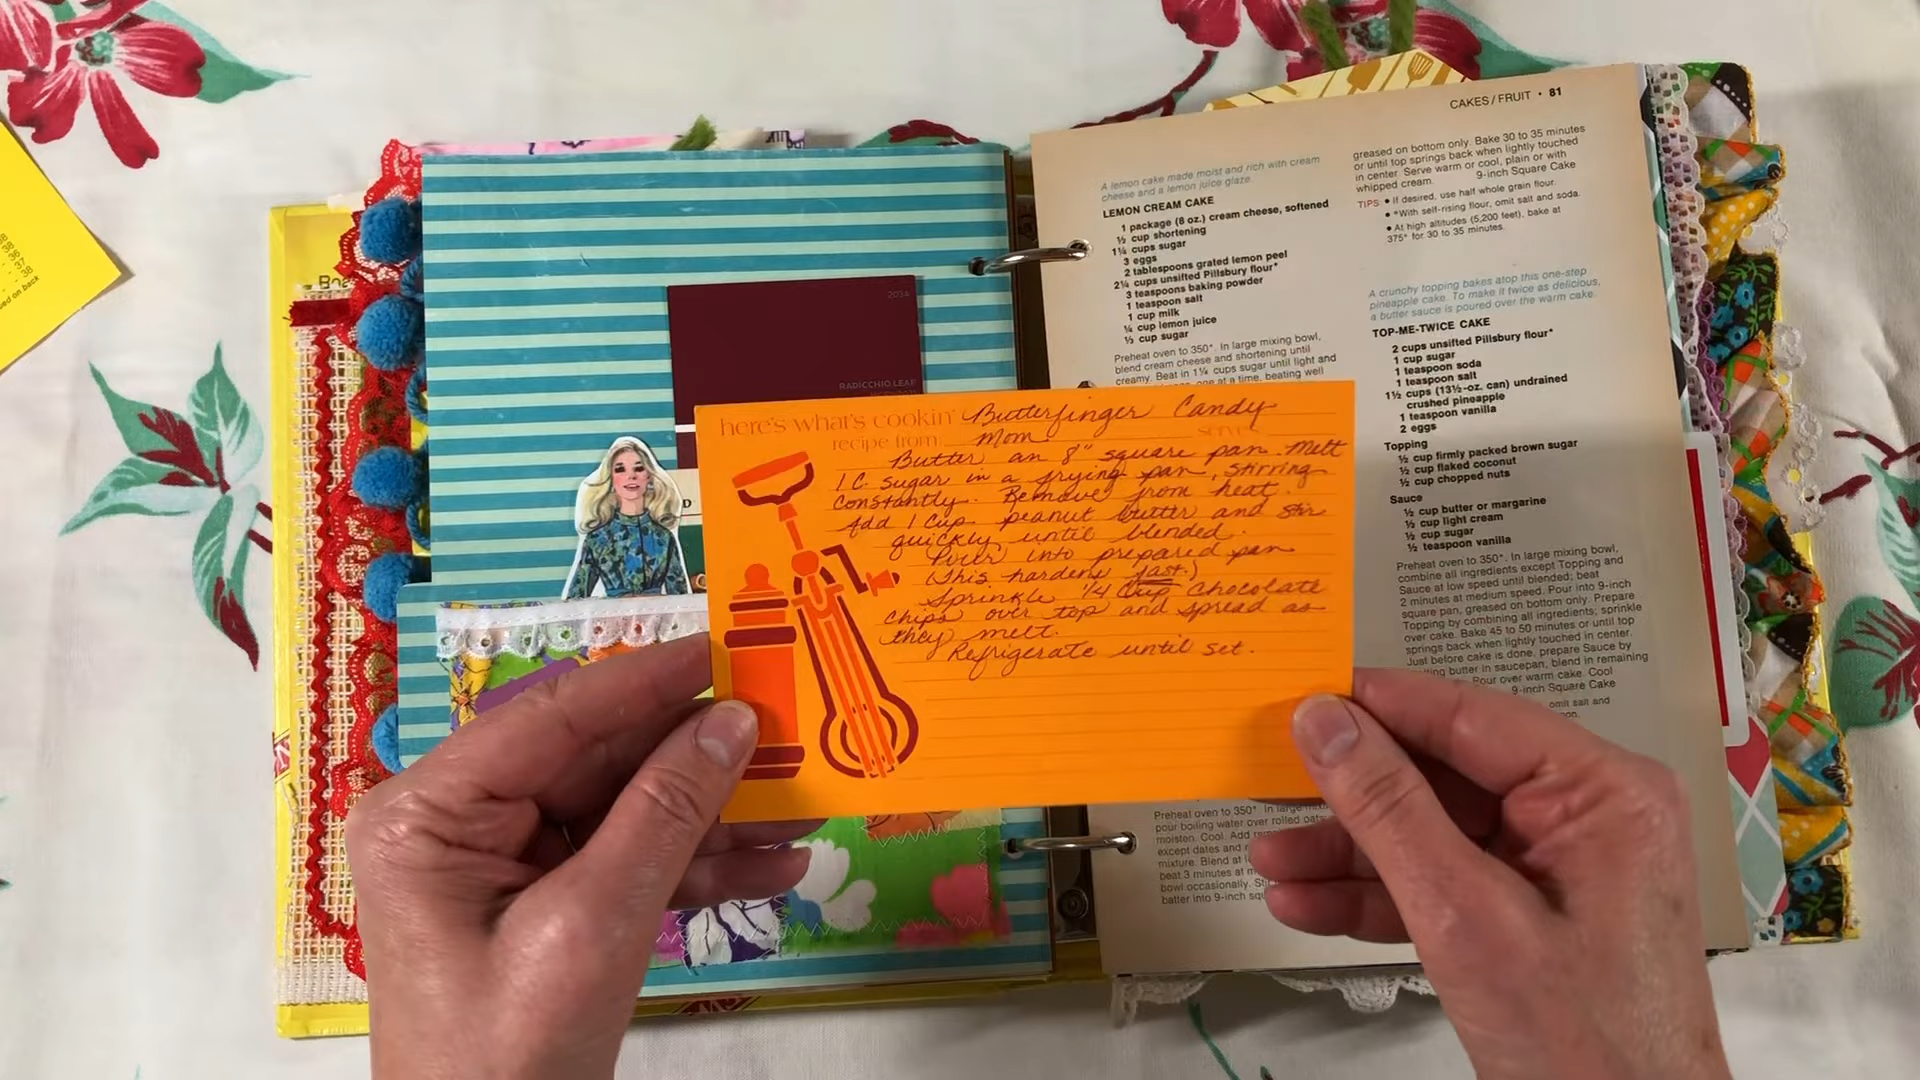 2034
RADICCHIO LEAF
D
here's what's cookin' Butterfinger Candy
recipe from: Mom serves
Butter an 8" square pan. Melt
1 C. sugar in a frying pan, stirring
constantly. Remove from heat.
Add 1 Cup peanut butter and stir
quickly until blended.
Pour into prepared pan
(This hardens fast.)
Sprinkle 1/4 Cup Chocolate
chips over top and spread as
they melt.
Refrigerate until set.
CAKES / FRUIT • 81
A lemon cake made moist and rich with cream
cheese and a lemon juice glaze.
LEMON CREAM CAKE
1 package (8 oz.) cream cheese, softened
½ cup shortening
1¼ cups sugar
3 eggs
2 tablespoons grated lemon peel
2¼ cups unsifted Pillsbury flour*
3 teaspoons baking powder
1 teaspoon salt
1 cup milk
¼ cup lemon juice
½ cup sugar
Preheat oven to 350°. In large mixing bowl,
blend cream cheese and shortening until
creamy. Beat in 1¼ cups sugar until light and
one at a time, beating well
Preheat oven to 350°. In large
pour boiling water over rolled oats
moisten. Cool. Add
except dates and
mixture. Blend at
beat 3 minutes at
bowl occasionally.
batter into 9-inch
greased on bottom only. Bake 30 to 35 minutes
or until top springs back when lightly touched
in center. Serve warm or cool, plain or with
whipped cream. 9-inch Square Cake
TIPS: • If desired, use half whole grain flour.
• *With self-rising flour, omit salt and soda.
• At high altitudes (5,200 feet), bake at
375° for 30 to 35 minutes.
A crunchy topping bakes atop this one-step
pineapple cake. To make it twice as delicious,
a butter sauce is poured over the warm cake.
TOP-ME-TWICE CAKE
2 cups unsifted Pillsbury flour*
1 cup sugar
1 teaspoon soda
1 teaspoon salt
1½ cups (13½-oz. can) undrained
crushed pineapple
1 teaspoon vanilla
2 eggs
Topping
½ cup firmly packed brown sugar
½ cup flaked coconut
½ cup chopped nuts
Sauce
½ cup butter or margarine
½ cup light cream
½ cup sugar
½ teaspoon vanilla
Preheat oven to 350°. In large mixing bowl,
combine all ingredients except Topping and
Sauce at low speed until blended; beat
2 minutes at medium speed. Pour into 9-inch
square pan, greased on bottom only. Prepare
Topping by combining all ingredients; sprinkle
over cake. Bake 45 to 50 minutes or until top
springs back when lightly touched in center.
Just before cake is done, prepare Sauce by
butter in saucepan, blend in remaining
Pour over warm cake. Cool
9-inch Square Cake
omit salt and
on back